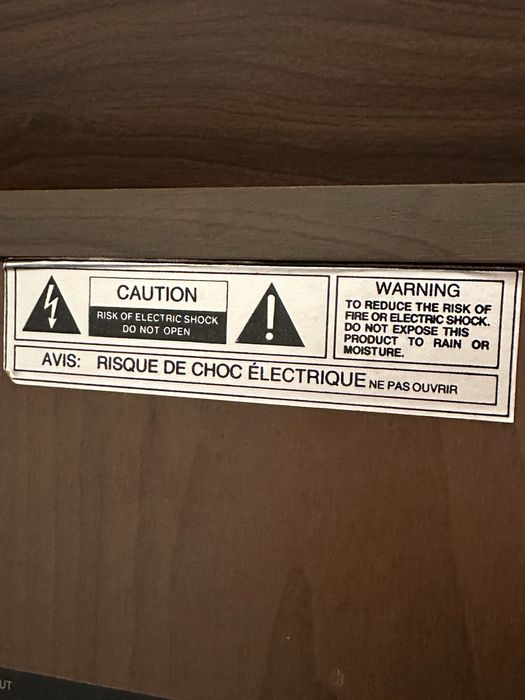 CAUTION
RISK OF ELECTRIC SHOCK
DO NOT OPEN
WARNING
TO REDUCE THE RISK OF
FIRE OR ELECTRIC SHOCK.
DO NOT EXPOSE THIS
PRODUCT TO RAIN OR
MOISTURE.
AVIS: RISQUE DE CHOC ÉLECTRIQUE NE PAS OUVRIR
UT